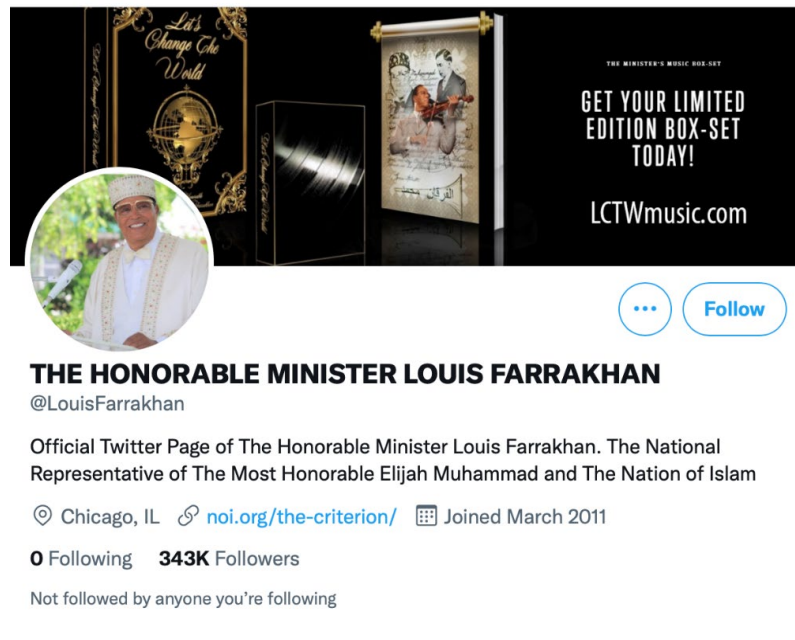 Let's
Change The
World
THE MINISTER'S MUSIC BOX-SET
GET YOUR LIMITED
EDITION BOX-SET
TODAY!
LCTWmusic.com
Follow
THE HONORABLE MINISTER LOUIS FARRAKHAN
@LouisFarrakhan
Official Twitter Page of The Honorable Minister Louis Farrakhan. The National
Representative of The Most Honorable Elijah Muhammad and The Nation of Islam
Chicago, IL noi.org/the-criterion/ Joined March 2011
0 Following 343K Followers
Not followed by anyone you're following